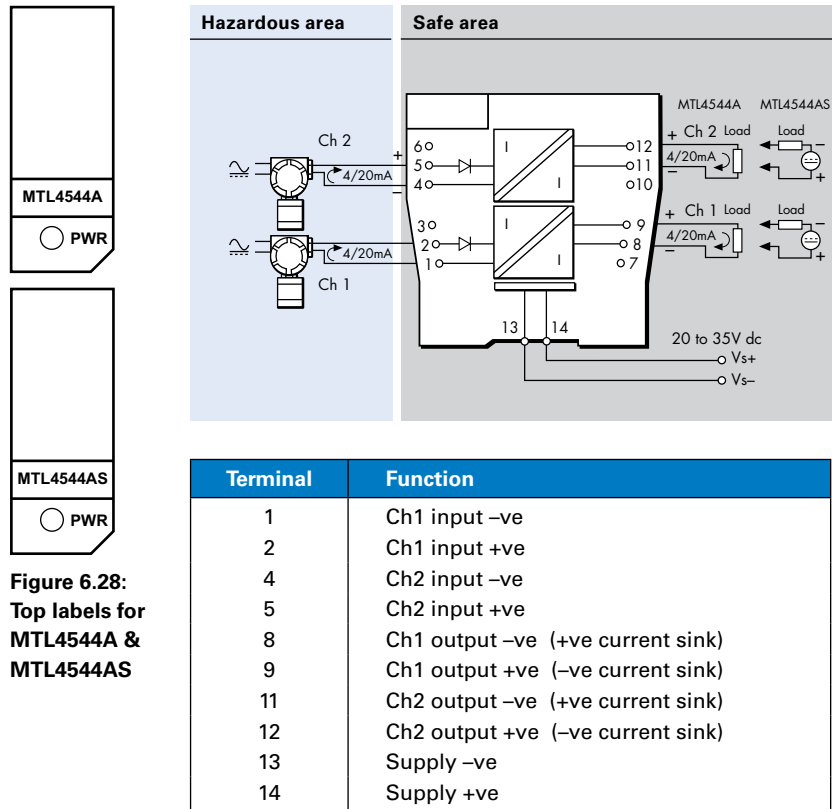 MTL4544A
PWR
MTL4544AS
PWR
Figure 6.28:
Top labels for
MTL4544A &
MTL4544AS
Hazardous area
Safe area
MTL4544A MTL4544AS
Ch 2
+ Ch 2 Load
Load
6
12
+
5
11
4/20mA
–
4/20mA
4
10
–
–
+
I
I
3
9
+ Ch 1 Load
Load
2
8
4/20mA
–
4/20mA
1
7
–
+
I
I
Ch 1
13 14
20 to 35V dc
Vs+
Vs–
Terminal Function
1 Ch1 input –ve
2 Ch1 input +ve
4 Ch2 input –ve
5 Ch2 input +ve
8 Ch1 output –ve (+ve current sink)
9 Ch1 output +ve (–ve current sink)
11 Ch2 output –ve (+ve current sink)
12 Ch2 output +ve (–ve current sink)
13 Supply –ve
14 Supply +ve